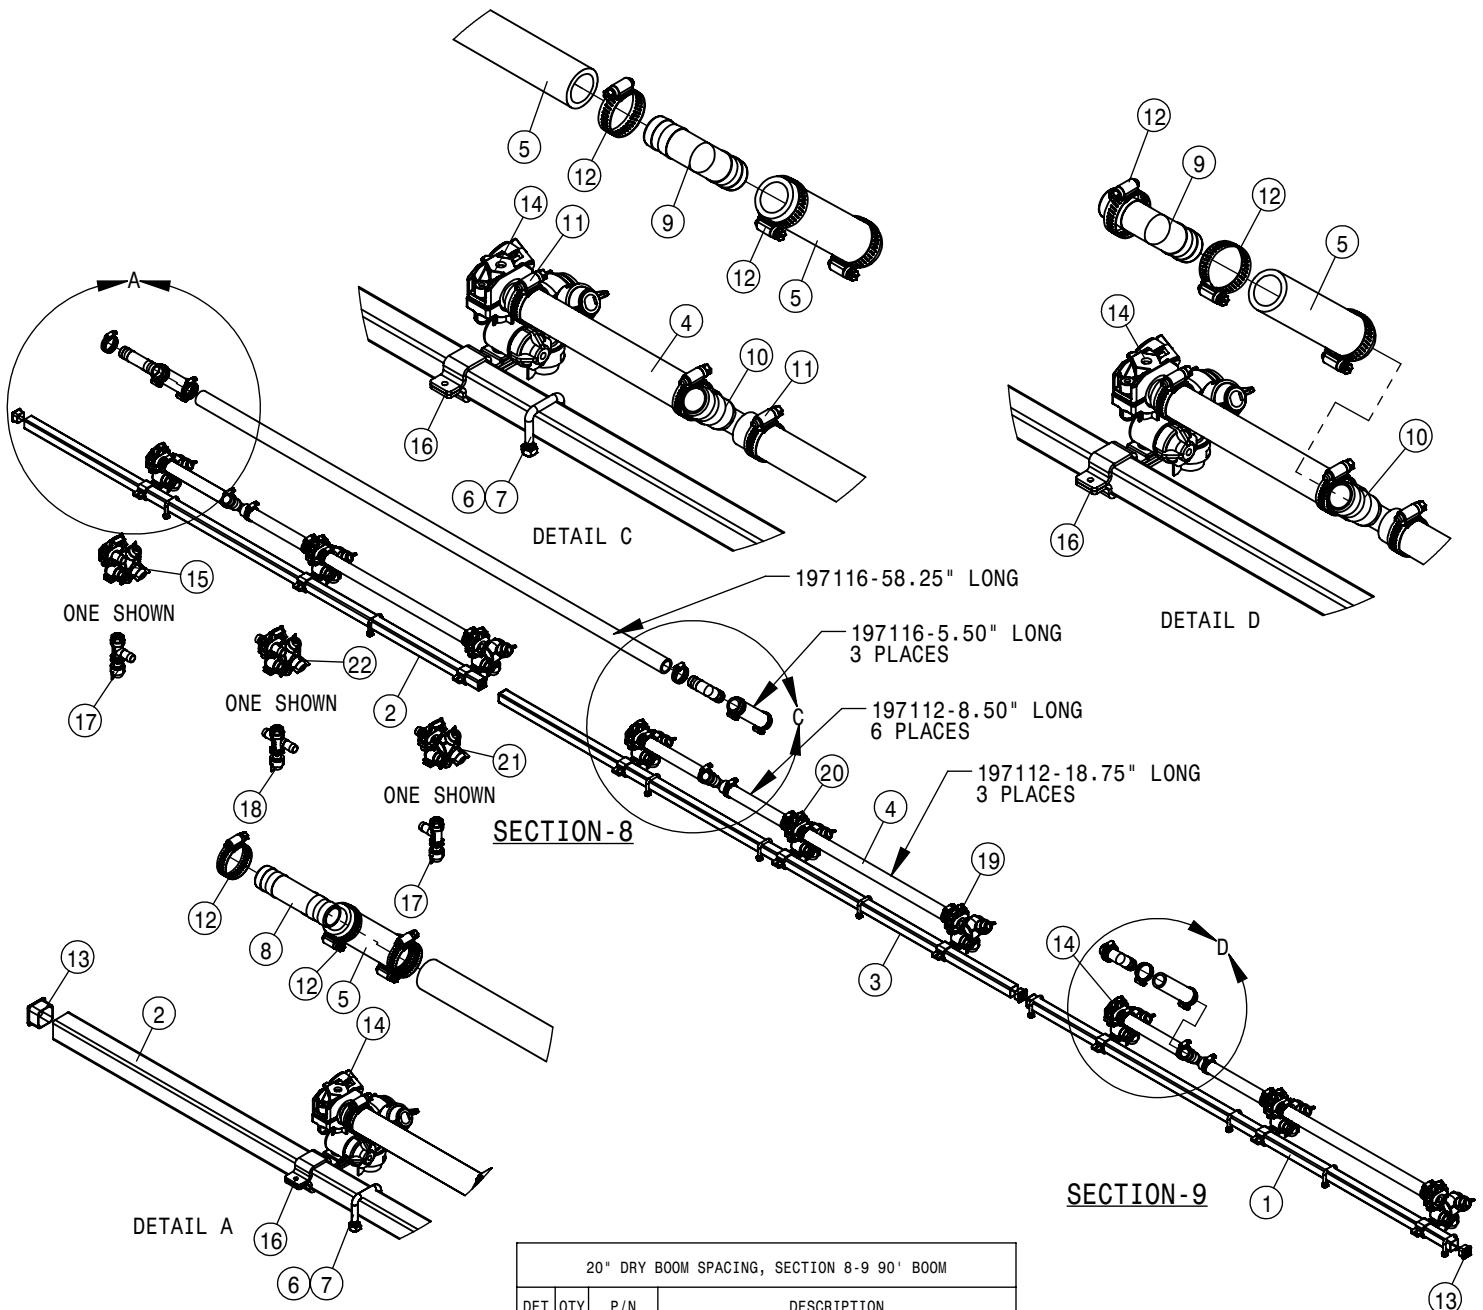 5
12
9
12
5
14
11
4
10
11
16
6 7
DETAIL C
12
9
12
5
14
10
16
DETAIL D
A
15
ONE SHOWN
17
22
ONE SHOWN
18
2
21
ONE SHOWN
17
197116-58.25" LONG
197116-5.50" LONG
3 PLACES
C
197112-8.50" LONG
6 PLACES
197112-18.75" LONG
3 PLACES
SECTION-8
20
4
19
3
14
D
SECTION-9
1
13
12
8
12
5
13
2
14
16
6 7
DETAIL A
20" DRY BOOM SPACING, SECTION 8-9 90' BOOM
DET QTY P/N DESCRIPTION